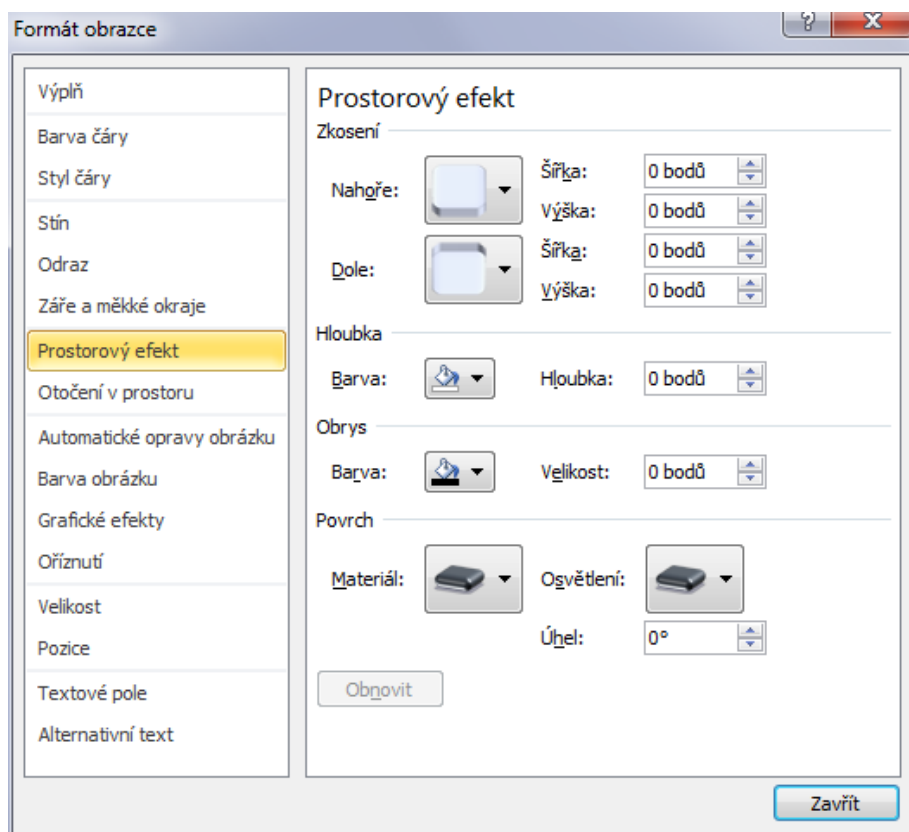 Formát obrazce
Výplň
Barva čáry
Styl čáry
Stín
Odraz
Záře a měkké okraje
Prostorový efekt
Otočení v prostoru
Automatické opravy obrázku
Barva obrázku
Grafické efekty
Oříznutí
Velikost
Pozice
Textové pole
Alternativní text
Prostorový efekt
Zkosení
Nahoře:
Šířka: 0 bodů
Výška: 0 bodů
Dole:
Šířka: 0 bodů
Výška: 0 bodů
Hloubka
Barva: Hloubka: 0 bodů
Obrys
Barva: Velikost: 0 bodů
Povrch
Materiál: Osvětlení:
Úhel: 0°
Obnovit
Zavřít